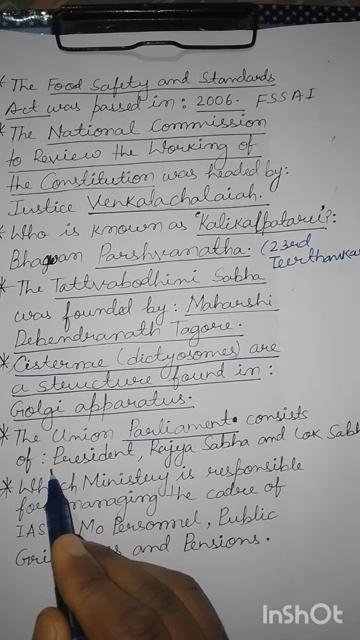 * The Food Safety and Standards
Act was passed in: 2006. FSSAI
* The National Commission
to Review the Working of
the Constitution was headed by:
Justice Venkalachalaiah.
* Who is known as "Kalikalpataru"?:
Bhagwan Parshvanatha. (23rd
Teerthankar
* The Tattvabodhini Sabha
was founded by: Maharshi
Debendranath Tagore.
* Cisternae (dictyosomes) are
a structure found in:
Golgi apparatus.
* The Union Parliament consists
of: President, Rajya Sabha and Lok Sabh
* Which Ministry is responsible
for managing the cadre of
IAS Mo Personnel, Public
and Pensions.
InShOt